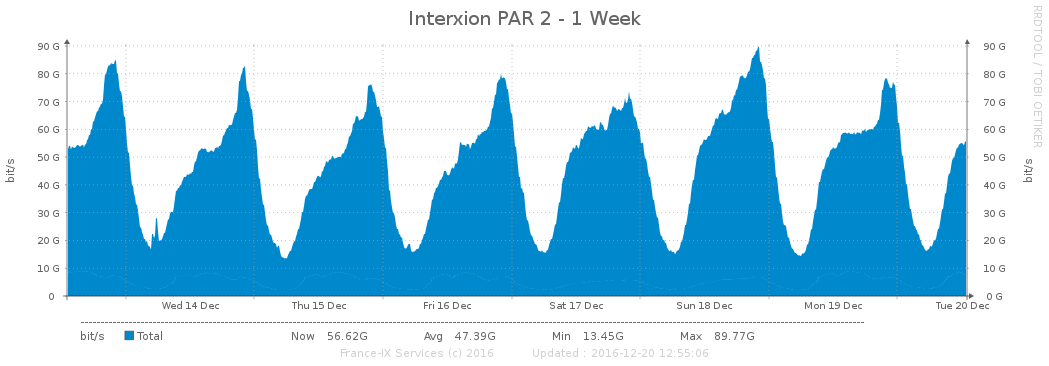 Interxion PAR 2 - 1 Week
RRDTOOL / TOBI OETIKER
90 G 90 G
80 G 80 G
70 G 70 G
60 G 60 G
50 G 50 G
40 G 40 G
30 G 30 G
20 G 20 G
10 G 10 G
0 0 G
bit/s bit/s
Wed 14 Dec Thu 15 Dec Fri 16 Dec Sat 17 Dec Sun 18 Dec Mon 19 Dec Tue 20 Dec
bit/s Total Now 56.62G Avg 47.39G Min 13.45G Max 89.77G
France-IX Services (c) 2016 Updated : 2016-12-20 12:55:06